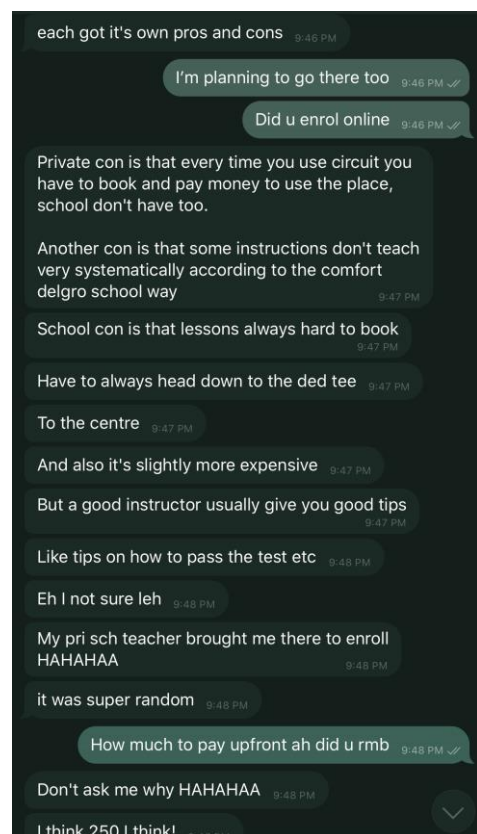 each got it's own pros and cons 9:46 PM
I'm planning to go there too 9:46 PM
Did u enrol online 9:46 PM
Private con is that every time you use circuit you
have to book and pay money to use the place,
school don't have too.
Another con is that some instructions don't teach
very systematically according to the comfort
delgro school way 9:47 PM
School con is that lessons always hard to book
9:47 PM
Have to always head down to the ded tee 9:47 PM
To the centre 9:47 PM
And also it's slightly more expensive 9:47 PM
But a good instructor usually give you good tips
9:47 PM
Like tips on how to pass the test etc 9:48 PM
Eh I not sure leh 9:48 PM
My pri sch teacher brought me there to enroll
HAHAHAA 9:48 PM
it was super random 9:48 PM
How much to pay upfront ah did u rmb 9:48 PM
Don't ask me why HAHAHAA 9:48 PM
I think 250 I think!